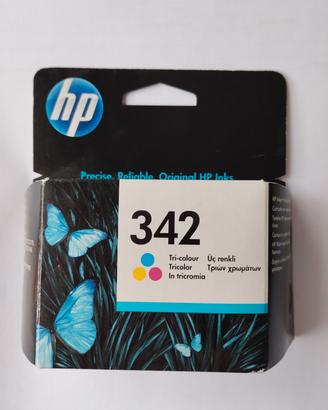 hp
Precise. Reliable. Original HP Inks.
342
Tri-colour Üç renkli
Tricolor Τριών χρωμάτων
In tricromia